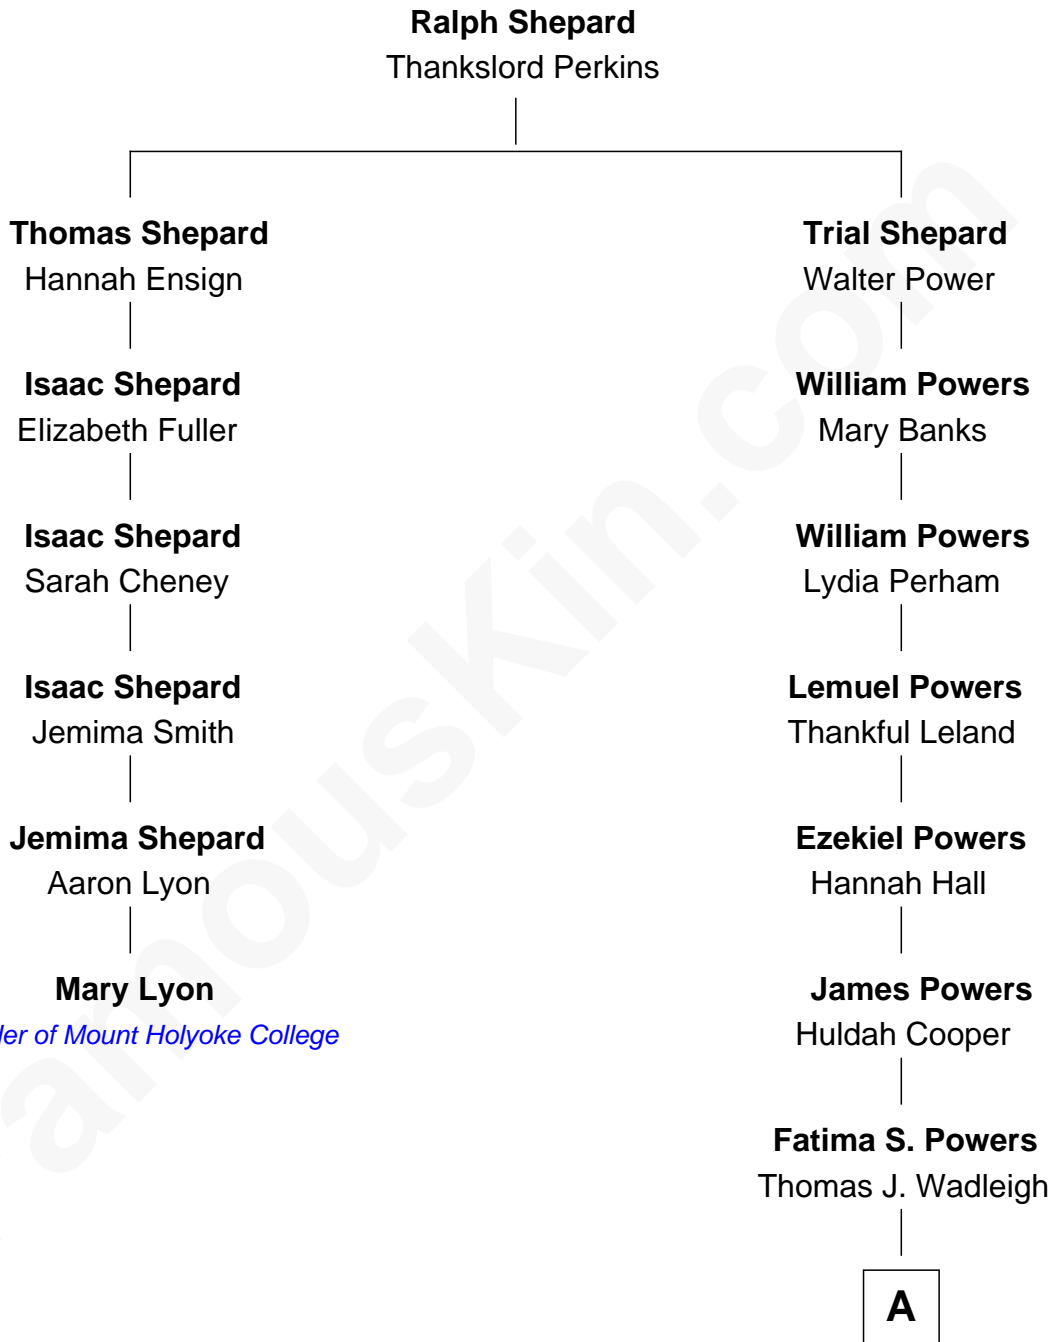 Ralph Shepard
Thankslord Perkins
Thomas Shepard
Hannah Ensign
Isaac Shepard
Elizabeth Fuller
Isaac Shepard
Sarah Cheney
Isaac Shepard
Jemima Smith
Jemima Shepard
Aaron Lyon
Mary Lyon
der of Mount Holyoke College
Trial Shepard
Walter Power
William Powers
Mary Banks
William Powers
Lydia Perham
Lemuel Powers
Thankful Leland
Ezekiel Powers
Hannah Hall
James Powers
Huldah Cooper
Fatima S. Powers
Thomas J. Wadleigh
A
amouskin.com